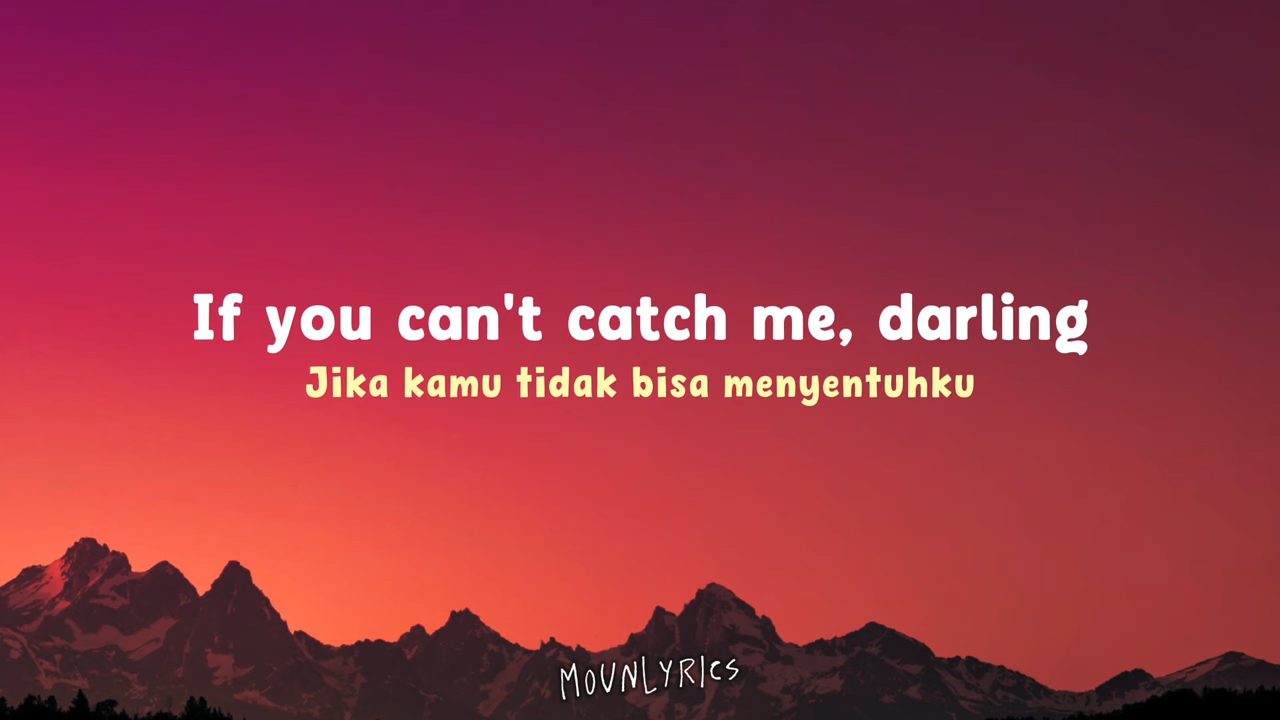 If you can't catch me, darling
Jika kamu tidak bisa menyentuhku
MOUNLYRICS